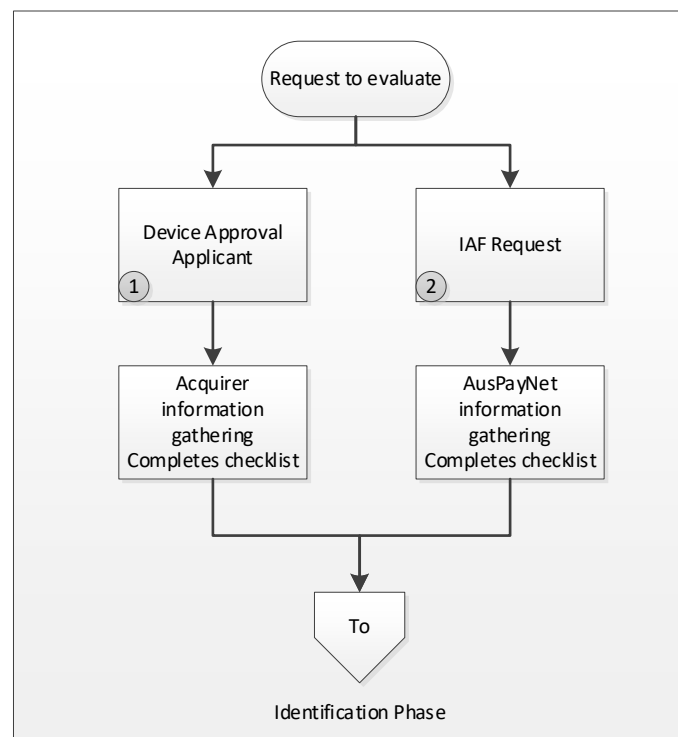 Request to evaluate
Device Approval
Applicant
1
IAF Request
2
Acquirer
information
gathering
Completes checklist
AusPayNet
information
gathering
Completes checklist
To
Identification Phase